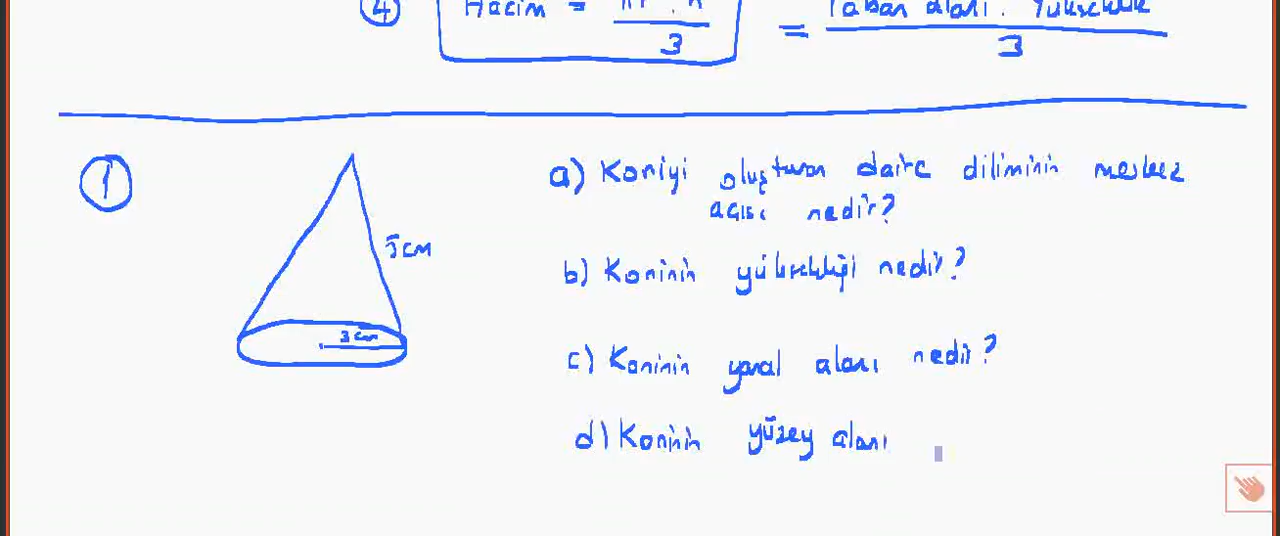 ④ Hacim = πr².h / 3 = Taban alanı . Yükseklik / 3
①
5cm
3cm
a) Koniyi oluşturan daire diliminin merkez
açısı nedir?
b) Koninin yüksekliği nedir?
c) Koninin yanal alanı nedir?
d) Koninin yüzey alanı